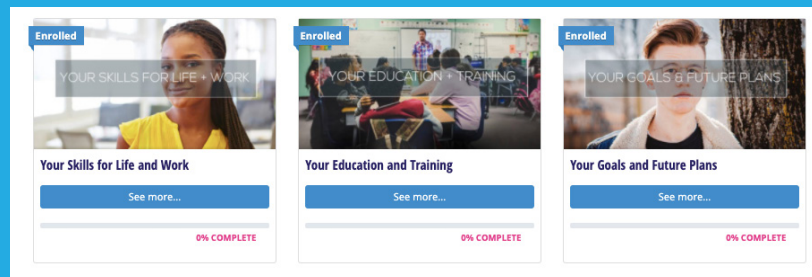 Enrolled
YOUR SKILLS FOR LIFE + WORK
Your Skills for Life and Work
See more...
0% COMPLETE
Enrolled
YOUR EDUCATION + TRAINING
Your Education and Training
See more...
0% COMPLETE
Enrolled
YOUR GOALS & FUTURE PLANS
Your Goals and Future Plans
See more...
0% COMPLETE